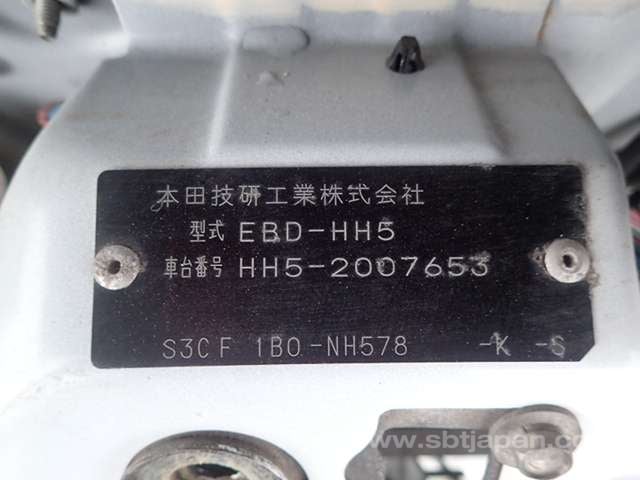 本田技研工業株式会社
型式 EBD-HH5
車台番号 HH5-2007653
S3CF 1B0-NH578 -K -S
www.sbtjapan.c